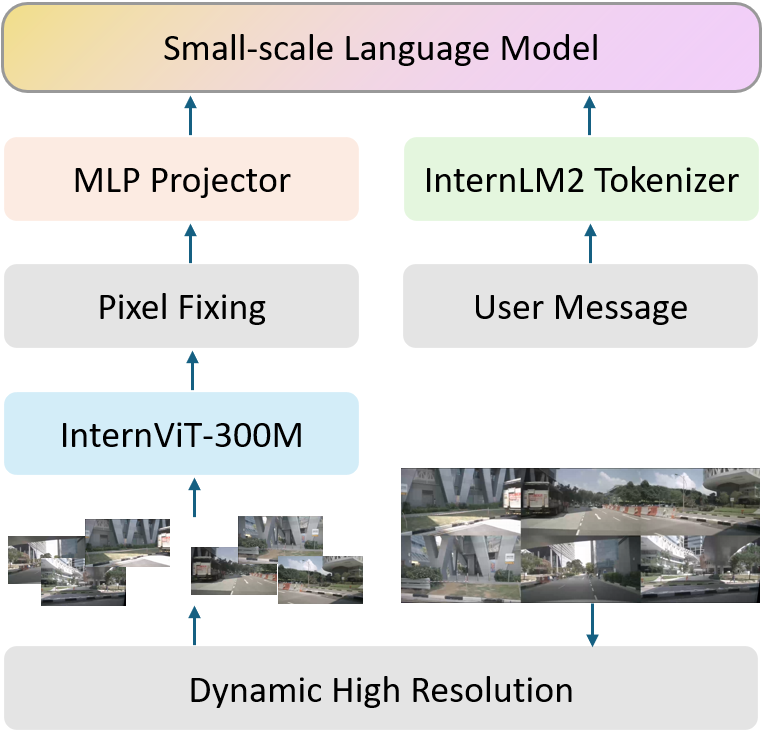 Small-scale Language Model
MLP Projector
InternLM2 Tokenizer
Pixel Fixing
User Message
InternViT-300M
Dynamic High Resolution